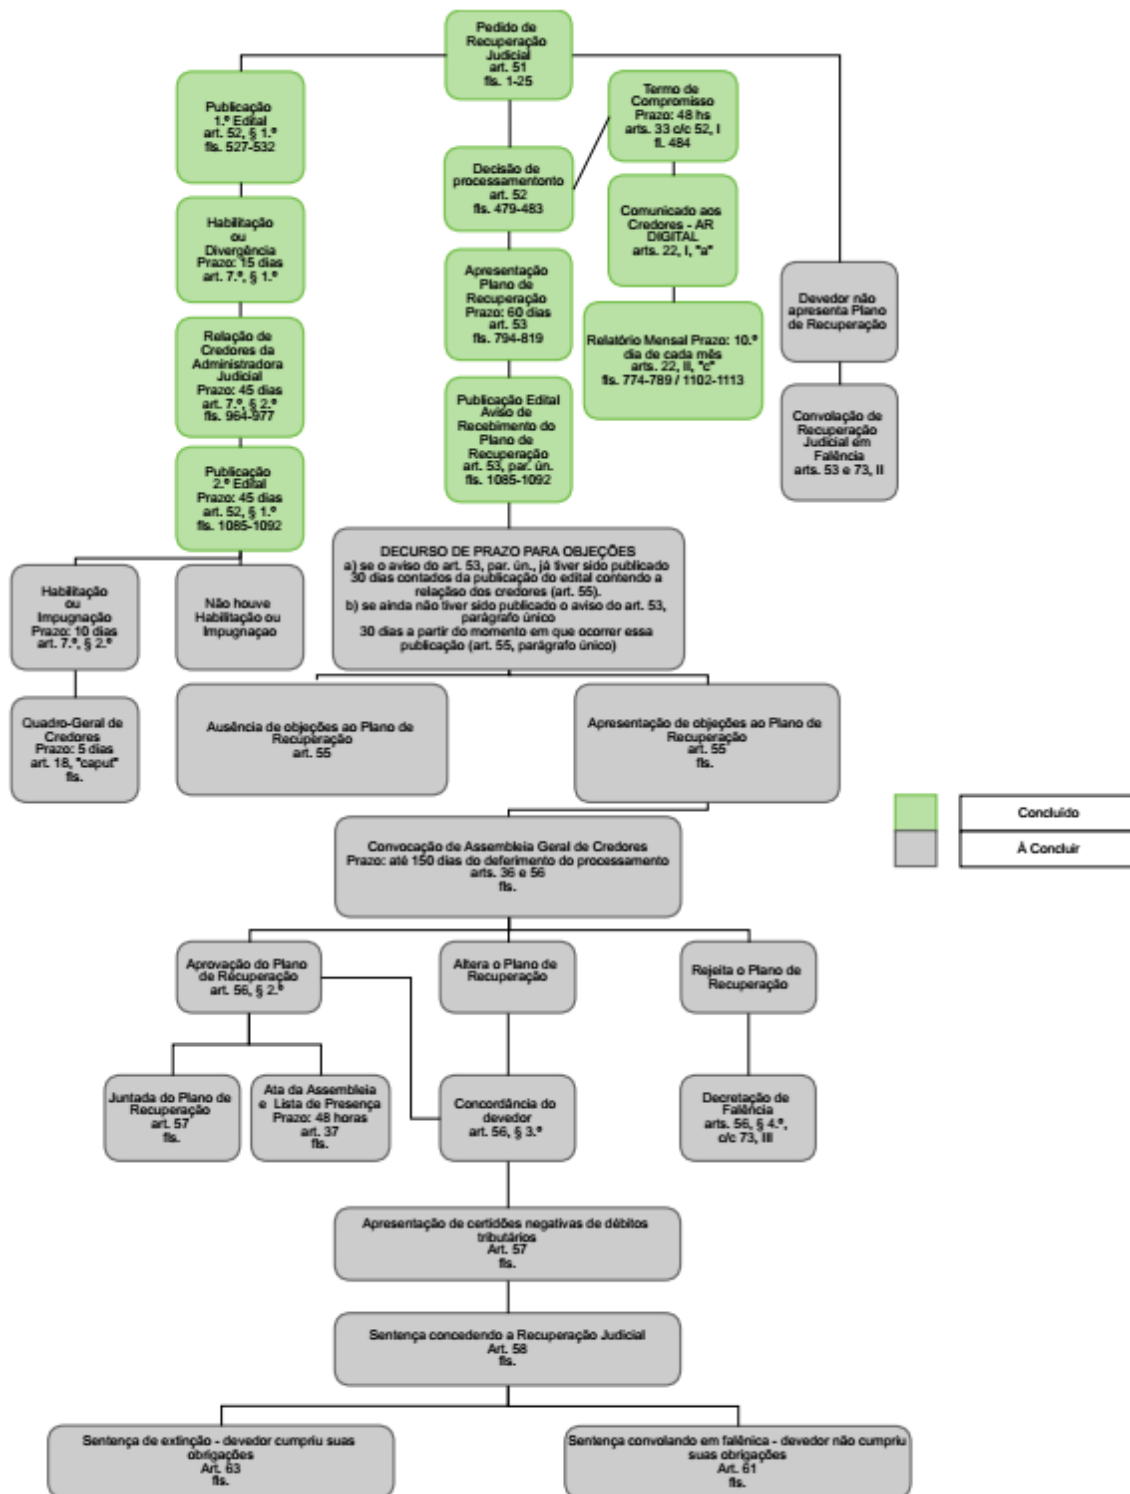 Pedido de
Recuperação
Judicial
art. 51
fls. 1-25
Publicação
1.º Edital
art. 52, § 1.º
fls. 527-532
Habilitação
ou
Divergência
Prazo: 15 dias
art. 7.º, § 1.º
Relação de
Credores da
Administradora
Judicial
Prazo: 45 dias
art. 7.º, § 2.º
fls. 964-977
Publicação
2.º Edital
Prazo: 45 dias
art. 52, § 1.º
fls. 1085-1092
Habilitação
ou
Impugnação
Prazo: 10 dias
art. 7.º, § 2.º
Não houve
Habilitação ou
Impugnaçao
Quadro-Geral de
Credores
Prazo: 5 dias
art. 18, "caput"
fls.
Decisão de
processamentonto
art. 52
fls. 479-483
Termo de
Compromisso
Prazo: 48 hs
arts. 33 c/c 52, I
fl. 484
Comunicado aos
Credores - AR
DIGITAL
arts. 22, I, "a"
Relatório Mensal Prazo: 10.º
dia de cada mês
arts. 22, II, "c"
fls. 774-789 / 1102-1113
Apresentação
Plano de
Recuperação
Prazo: 60 dias
art. 53
fls. 794-819
Publicação Edital
Aviso de
Recebimento do
Plano de
Recuperação
art. 53, par. ún.
fls. 1085-1092
Devedor não
apresenta Plano
de Recuperação
Convolação de
Recuperação
Judicial em
Falência
arts. 53 e 73, II
DECURSO DE PRAZO PARA OBJEÇÕES
a) se o aviso do art. 53, par. ún., já tiver sido publicado
30 dias contados da publicação do edital contendo a
relaçãso dos credores (art. 55).
b) se ainda não tiver sido publicado o aviso do art. 53,
parágrafo único
30 dias a partir do momento em que ocorrer essa
publicação (art. 55, parágrafo único)
Ausência de objeções ao Plano de
Recuperação
art. 55
Apresentação de objeções ao Plano de
Recuperação
art. 55
fls.
Concluído
À Concluir
Convocação de Assembleia Geral de Credores
Prazo: até 150 dias do deferimento do processamento
arts. 36 e 56
fls.
Aprovação do Plano
de Recuperação
art. 56, § 2.º
Altera o Plano de
Recuperação
Rejeita o Plano de
Recuperação
Juntada do Plano de
Recuperação
art. 57
fls.
Ata da Assembleia
e Lista de Presença
Prazo: 48 horas
art. 37
fls.
Concordância do
devedor
art. 56, § 3.º
Decretação de
Falência
arts. 56, § 4.º,
c/c 73, III
Apresentação de certidões negativas de débitos
tributários
Art. 57
fls.
Sentença concedendo a Recuperação Judicial
Art. 58
fls.
Sentença de extinção - devedor cumpriu suas
obrigações
Art. 63
fls.
Sentença convolando em falênica - devedor não cumpriu
suas obrigações
Art. 61
fls.